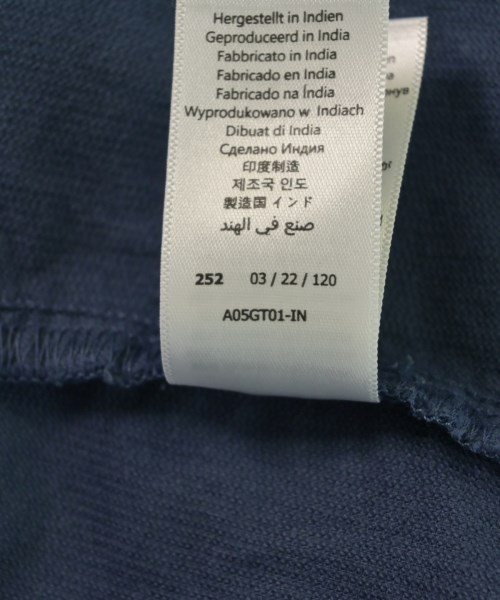 Hergestellt in Indien
Geproduceerd in India
Fabbricato in India
Fabricado en India
Fabricado na Índia
Wyprodukowano w Indiach
Dibuat di India
Сделано Индия
印度制造
제조국 인도
製造国 インド
صنع في الهند
252 03 / 22 / 120
A05GT01-IN